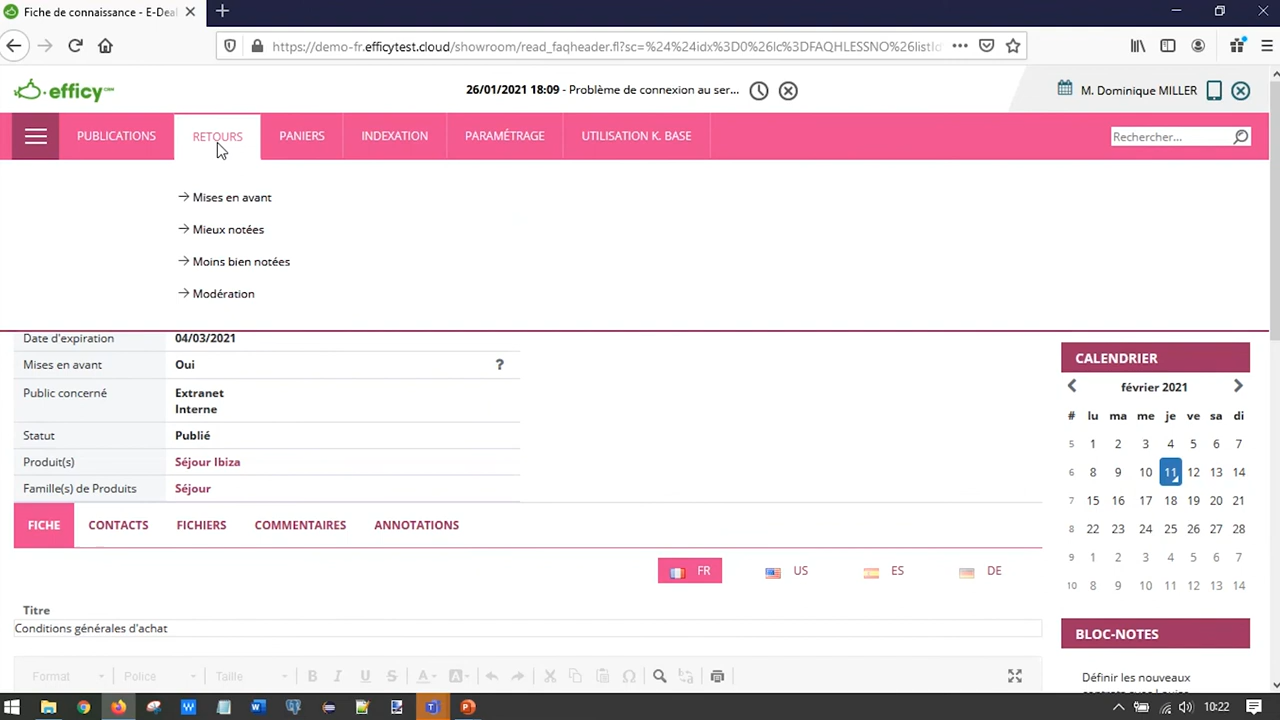 Fiche de connaissance - E-Deal
https://demo-fr.efficytest.cloud/showroom/read_faqheader.fl?sc=%24%24idx%3D0%26lc%3DFAQHLESSNO%26listId
efficy CRM
26/01/2021 18:09 - Problème de connexion au ser...
M. Dominique MILLER
PUBLICATIONS
RETOURS
PANIERS
INDEXATION
PARAMÉTRAGE
UTILISATION K. BASE
Rechercher...
Mises en avant
Mieux notées
Moins bien notées
Modération
Date d'expiration 04/03/2021
Mises en avant Oui ?
Public concerné Extranet
Interne
Statut Publié
Produit(s) Séjour Ibiza
Famille(s) de Produits Séjour
FICHE CONTACTS FICHIERS COMMENTAIRES ANNOTATIONS
FR US ES DE
Titre
Conditions générales d'achat
Format Police Taille B I U S A A Ω
CALENDRIER
février 2021
# lu ma me je ve sa di
5 1 2 3 4 5 6 7
6 8 9 10 11 12 13 14
7 15 16 17 18 19 20 21
8 22 23 24 25 26 27 28
9 1 2 3 4 5 6 7
10 8 9 10 11 12 13 14
BLOC-NOTES
Définir les nouveaux
10:22